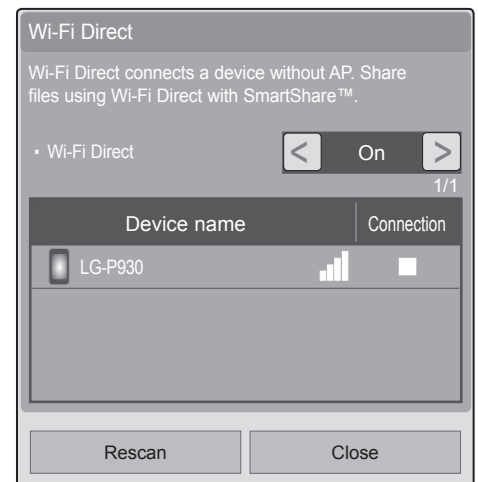 Wi-Fi Direct
Wi-Fi Direct connects a device without AP. Share
files using Wi-Fi Direct with SmartShare™.
• Wi-Fi Direct < On >
1/1
Device name Connection
LG-P930
Rescan Close